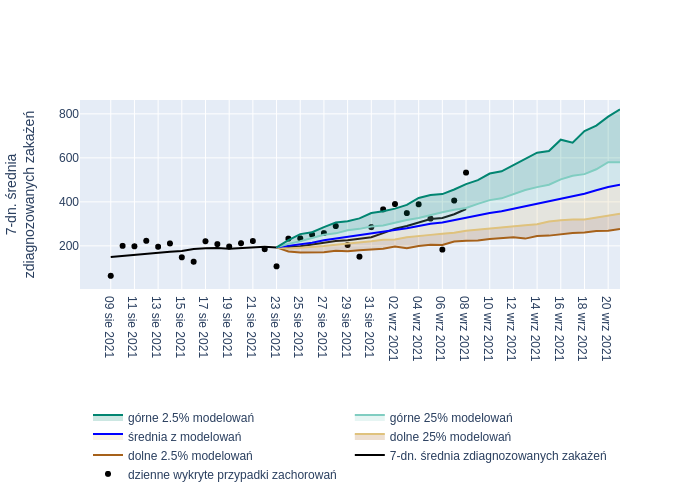 7-dn. średnia
zdiagnozowanych zakażeń
800
600
400
200
09 sie 2021
11 sie 2021
13 sie 2021
15 sie 2021
17 sie 2021
19 sie 2021
21 sie 2021
23 sie 2021
25 sie 2021
27 sie 2021
29 sie 2021
31 sie 2021
02 wrz 2021
04 wrz 2021
06 wrz 2021
08 wrz 2021
10 wrz 2021
12 wrz 2021
14 wrz 2021
16 wrz 2021
18 wrz 2021
20 wrz 2021
górne 2.5% modelowań
górne 25% modelowań
średnia z modelowań
dolne 25% modelowań
dolne 2.5% modelowań
7-dn. średnia zdiagnozowanych zakażeń
dzienne wykryte przypadki zachorowań